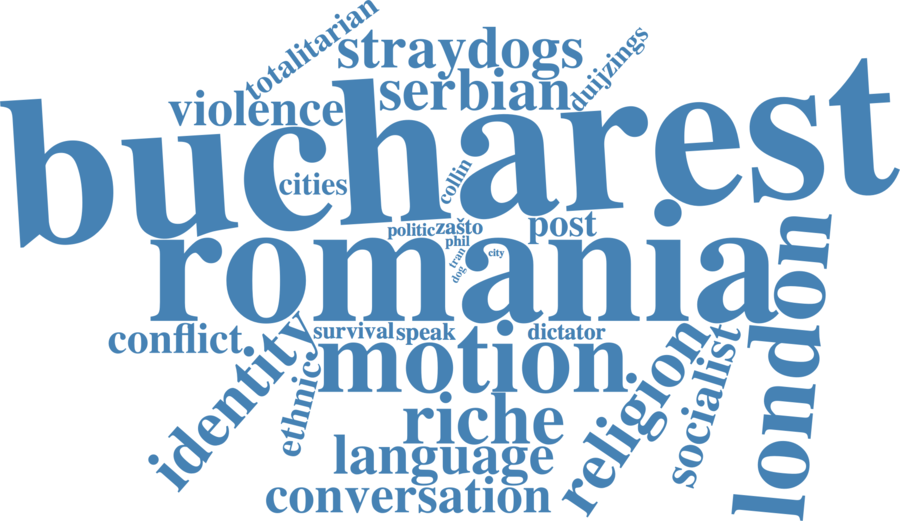 totalitarian
straydogs
duijzings
violence
serbian
bucharest
cities
collin
politic
zašto
post
phil
tran
city
dog
romania
london
conflict
identity
survival
speak
dictator
motion
ethnic
religion
socialist
riche
language
conversation